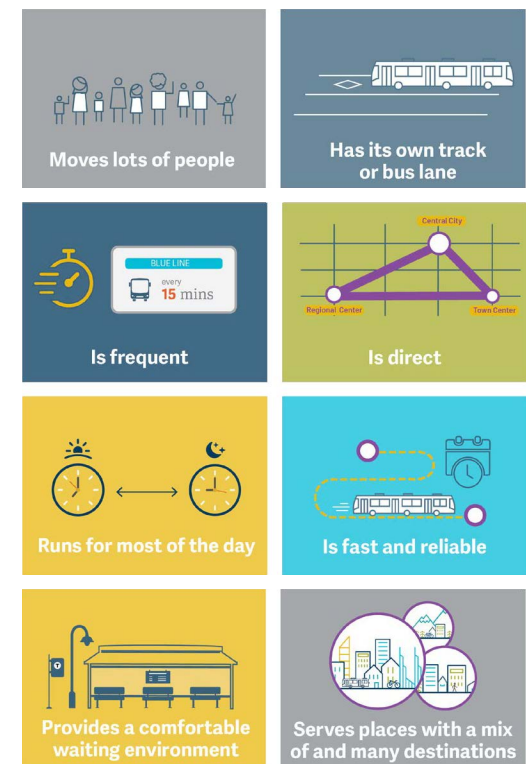 Moves lots of people
Has its own track
or bus lane
BLUE LINE
every
15 mins
Is frequent
Central City
Regional Center
Town Center
Is direct
Runs for most of the day
Is fast and reliable
T
Provides a comfortable
waiting environment
Serves places with a mix
of and many destinations